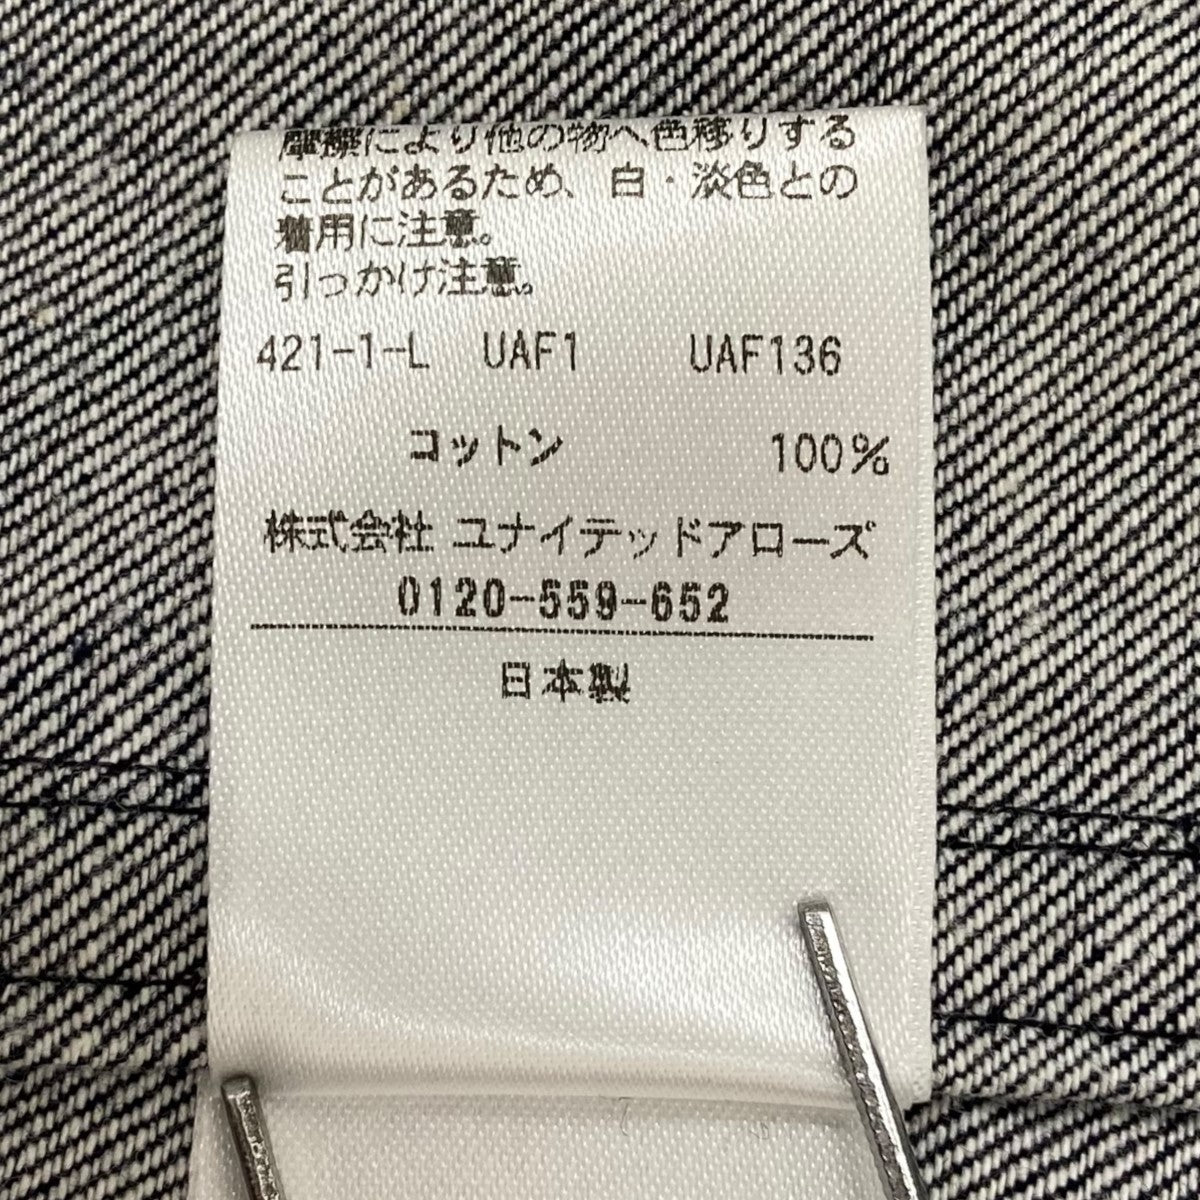 摩擦により他の物へ色移りする
ことがあるため、白・淡色との
着用に注意。
引っかけ注意。
421-1-L UAF1 UAF136
コットン 100%
株式会社 ユナイテッドアローズ
0120-559-652
日本製